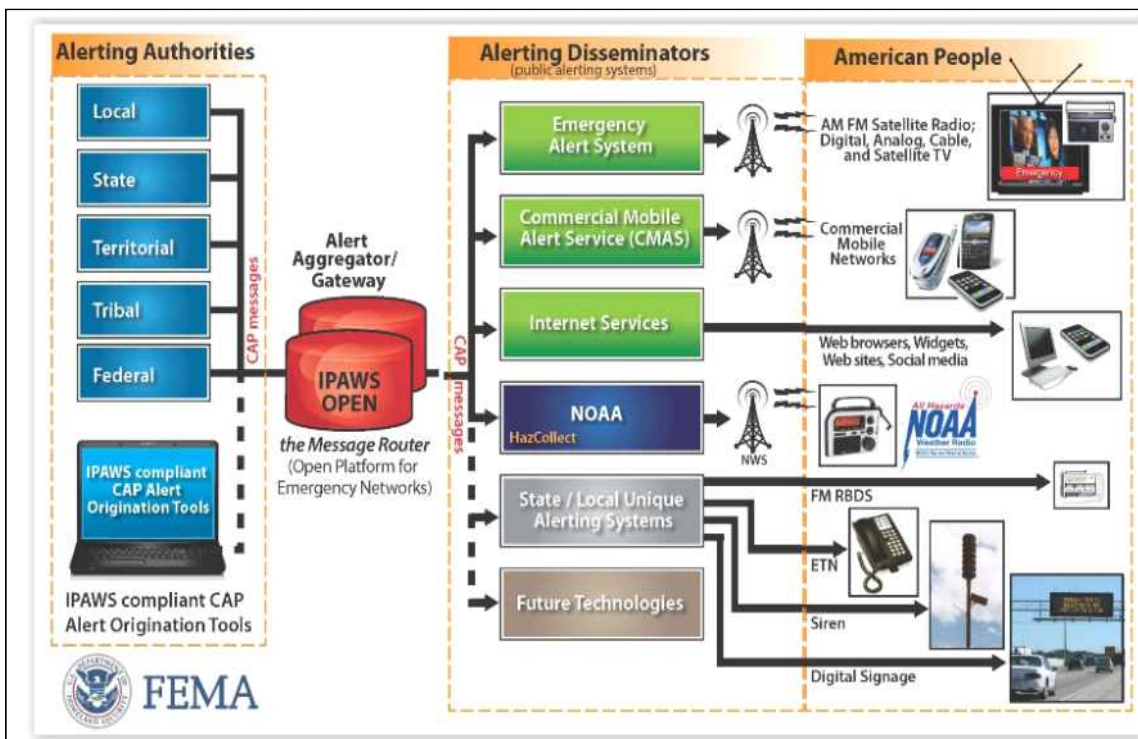 Alerting Authorities
Local
State
Territorial
Tribal
Federal
CAP messages
IPAWS compliant
CAP Alert
Origination Tools
IPAWS compliant CAP
Alert Origination Tools
FEMA
Alert
Aggregator/
Gateway
IPAWS
OPEN
the Message Router
(Open Platform for
Emergency Networks)
CAP messages
Alerting Disseminators
(public alerting systems)
Emergency
Alert System
Commercial Mobile
Alert Service (CMAS)
Internet Services
NOAA
HazCollect
NWS
State / Local Unique
Alerting Systems
Future Technologies
American People
AM FM Satellite Radio;
Digital, Analog, Cable,
and Satellite TV
Emergency
Commercial
Mobile
Networks
Web browsers, Widgets,
Web sites, Social media
All Hazards
NOAA
Weather Radio
FM RBDS
ETN
Siren
Digital Signage